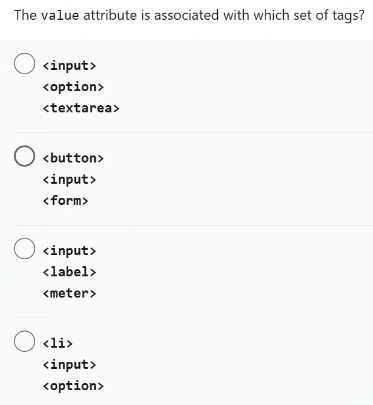 The value attribute is associated with which set of tags?
<input>
<option>
<textarea>
<button>
<input>
<form>
<input>
<label>
<meter>
<li>
<input>
<option>